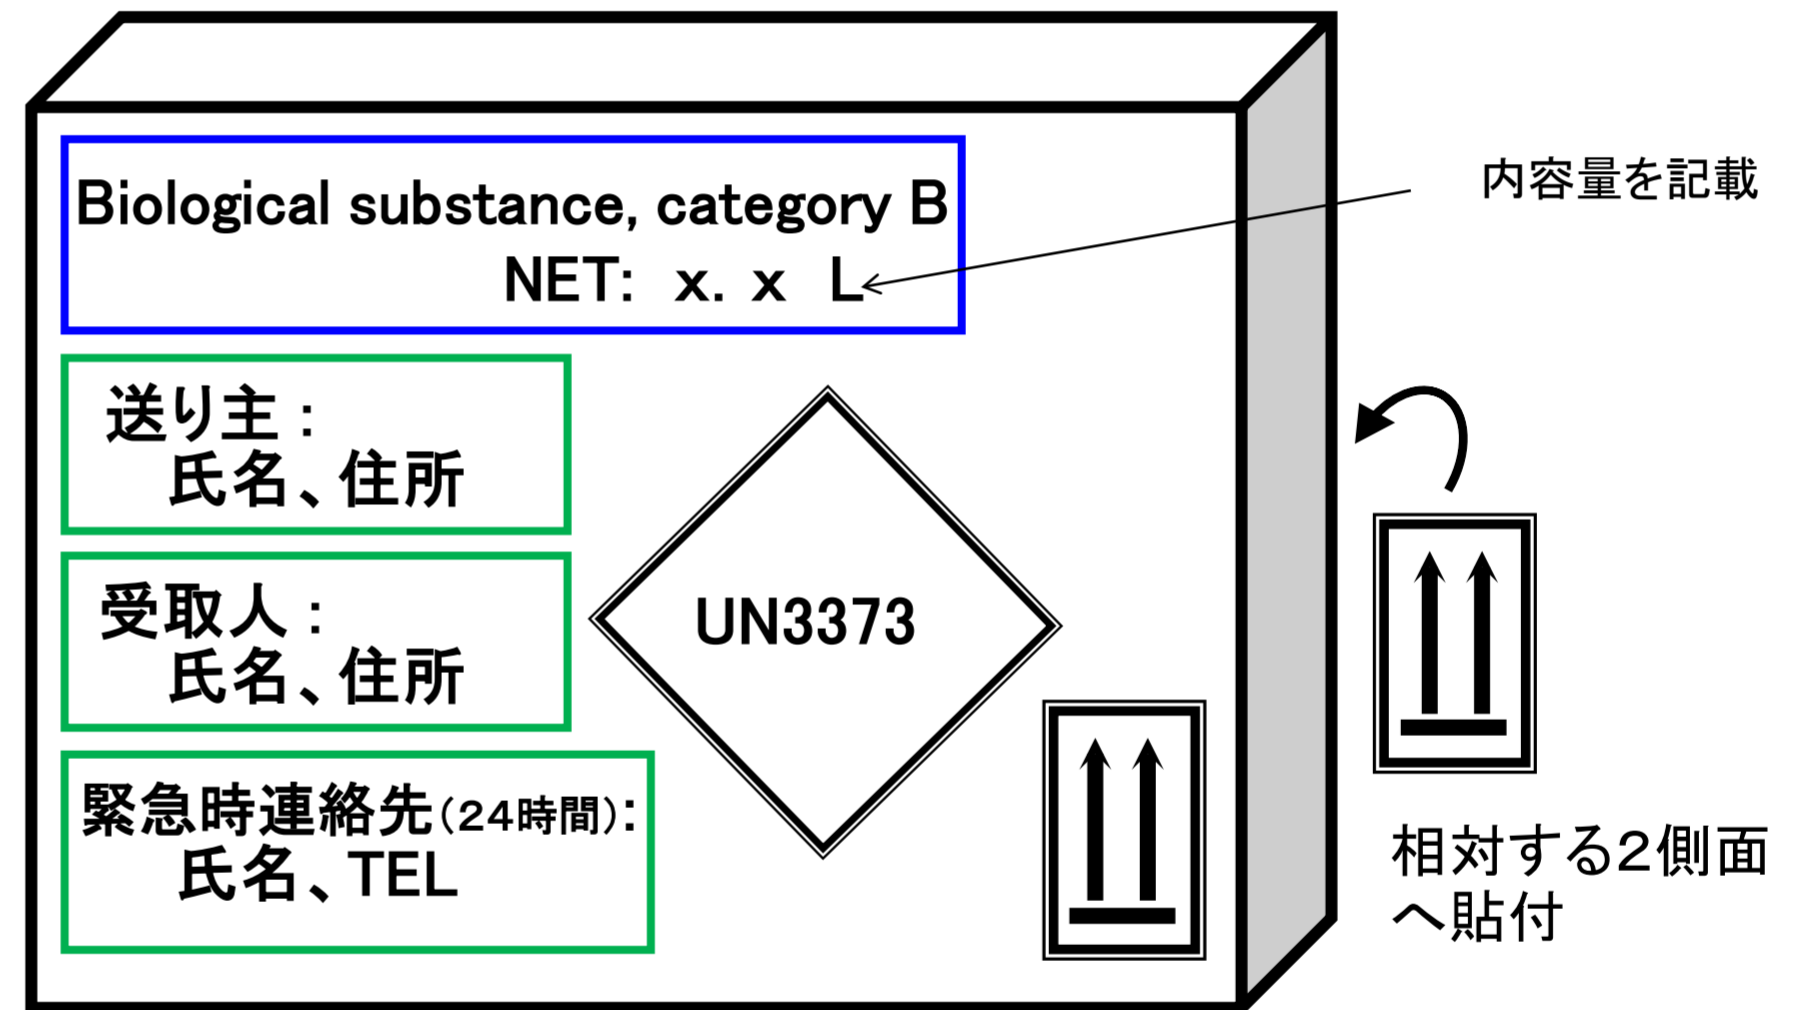 Biological substance, category B
NET: x. x L
内容量を記載
送り主：
氏名、住所
受取人：
氏名、住所
緊急時連絡先（24時間）：
氏名、TEL
UN3373
相対する2側面
へ貼付